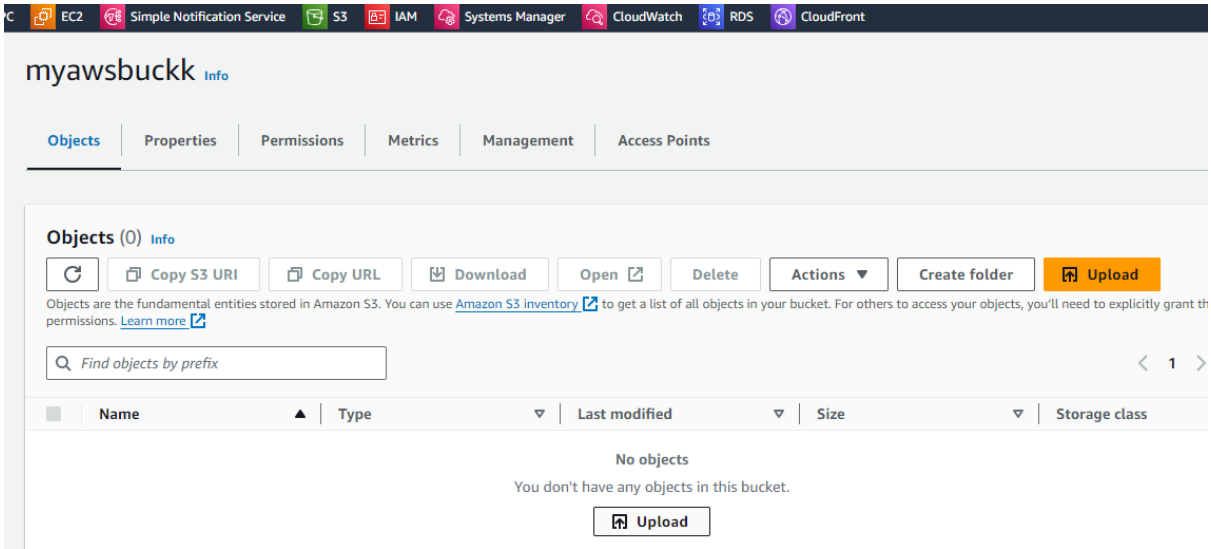 PC EC2 Simple Notification Service S3 IAM Systems Manager CloudWatch RDS CloudFront
myawsbuckk Info
Objects Properties Permissions Metrics Management Access Points
Objects (0) Info
Copy S3 URI Copy URL Download Open Delete Actions Create folder Upload
Objects are the fundamental entities stored in Amazon S3. You can use Amazon S3 inventory to get a list of all objects in your bucket. For others to access your objects, you'll need to explicitly grant
permissions. Learn more
Find objects by prefix
1
Name Type Last modified Size Storage class
No objects
You don't have any objects in this bucket.
Upload